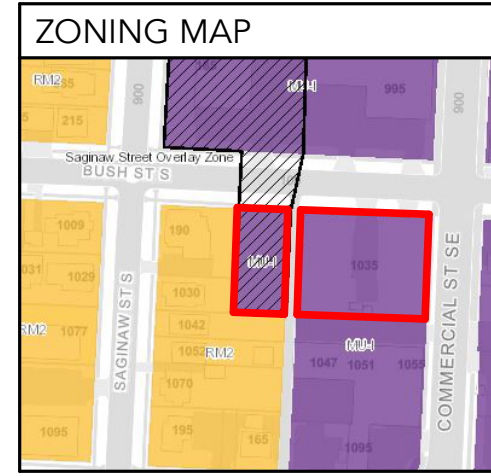 ZONING MAP
RM2
215
900
MU-I
995
900
Saginaw Street Overlay Zone
BUSH ST S
1009
190
MU-I
1035
1031
1029
1030
SAGINAW ST S
COMMERCIAL ST SE
RM2
1077
1042
1052
RM2
MU-I
1047
1051
1055
1070
1095
195
165
1095